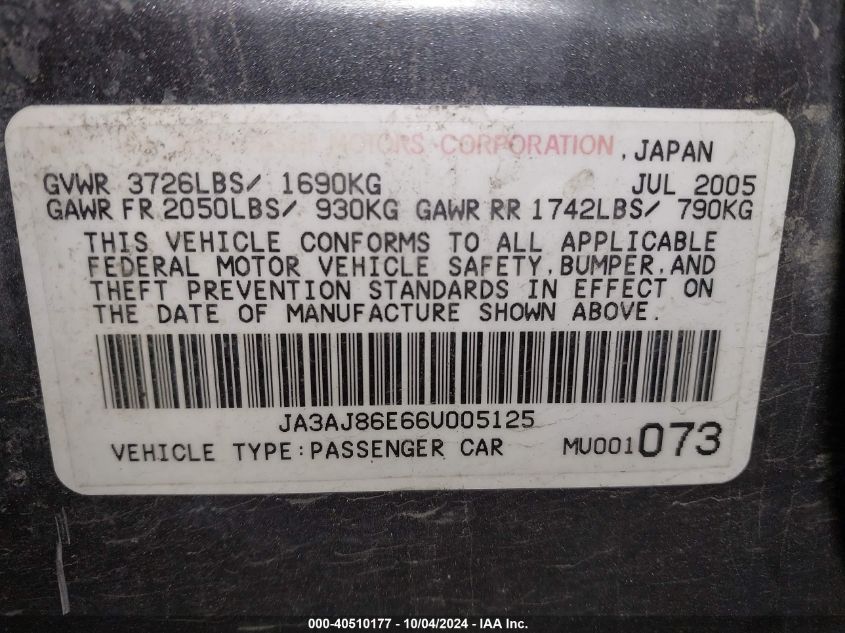 MOTORS CORPORATION , JAPAN
GVWR 3726LBS/ 1690KG JUL 2005
GAWR FR 2050LBS/ 930KG GAWR RR 1742LBS/ 790KG
THIS VEHICLE CONFORMS TO ALL APPLICABLE
FEDERAL MOTOR VEHICLE SAFETY, BUMPER, AND
THEFT PREVENTION STANDARDS IN EFFECT ON
THE DATE OF MANUFACTURE SHOWN ABOVE.
JA3AJ86E66U005125
VEHICLE TYPE: PASSENGER CAR MU001 073
000-40510177 - 10/04/2024 - IAA Inc.